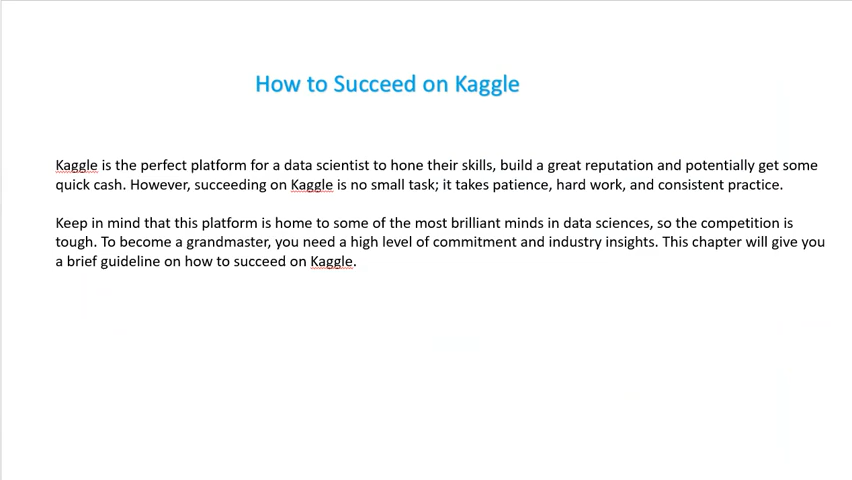 How to Succeed on Kaggle
Kaggle is the perfect platform for a data scientist to hone their skills, build a great reputation and potentially get some
quick cash. However, succeeding on Kaggle is no small task; it takes patience, hard work, and consistent practice.
Keep in mind that this platform is home to some of the most brilliant minds in data sciences, so the competition is
tough. To become a grandmaster, you need a high level of commitment and industry insights. This chapter will give you
a brief guideline on how to succeed on Kaggle.